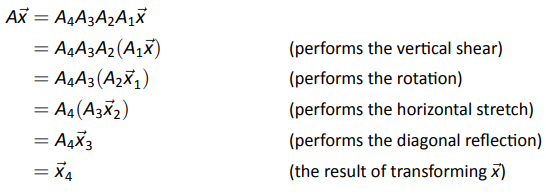 Ax⃗ = A₄A₃A₂A₁x⃗
= A₄A₃A₂(A₁x⃗) (performs the vertical shear)
= A₄A₃(A₂x⃗₁) (performs the rotation)
= A₄(A₃x⃗₂) (performs the horizontal stretch)
= A₄x⃗₃ (performs the diagonal reflection)
= x⃗₄ (the result of transforming x⃗)